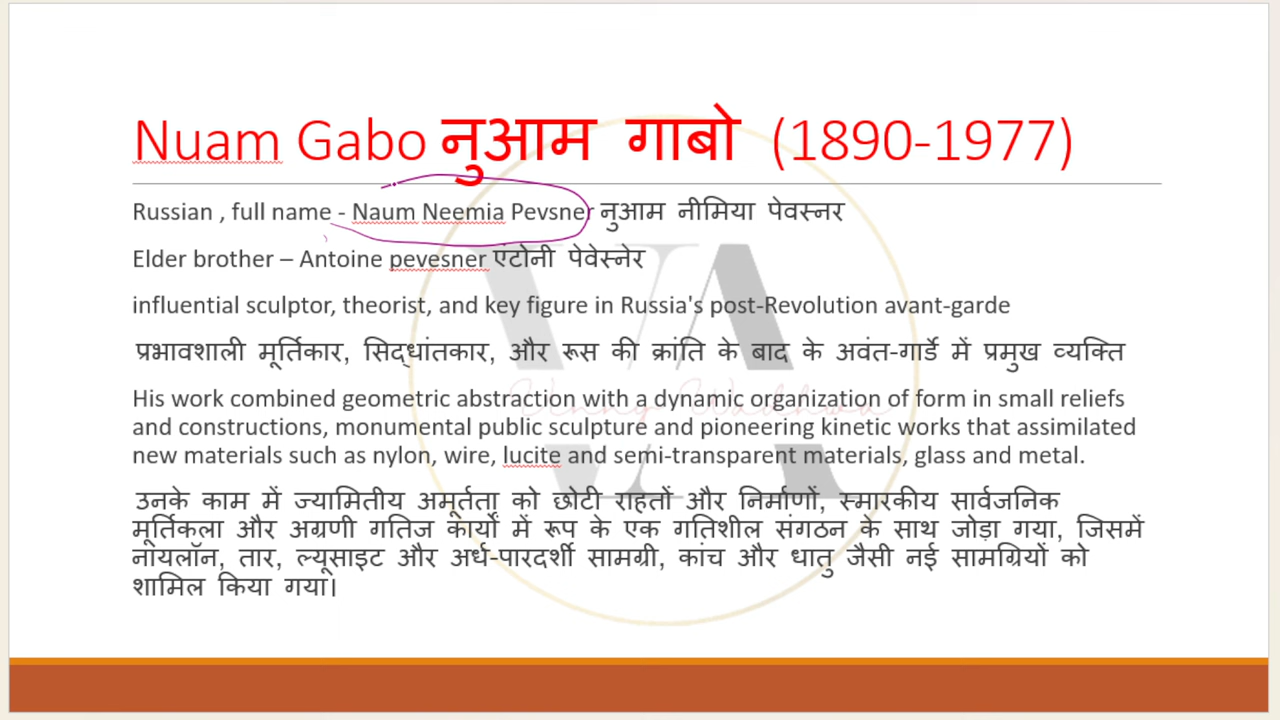 Nuam Gabo नुआम गाबो (1890-1977)
Russian , full name - Naum Neemia Pevsner नुआम नीमिया पेवस्नर
Elder brother – Antoine pevesner एंटोनी पेवेस्नेर
influential sculptor, theorist, and key figure in Russia's post-Revolution avant-garde
प्रभावशाली मूर्तिकार, सिद्धांतकार, और रूस की क्रांति के बाद के अवंत-गार्डे में प्रमुख व्यक्ति
His work combined geometric abstraction with a dynamic organization of form in small reliefs
and constructions, monumental public sculpture and pioneering kinetic works that assimilated
new materials such as nylon, wire, lucite and semi-transparent materials, glass and metal.
उनके काम में ज्यामितीय अमूर्तता को छोटी राहतों और निर्माणों, स्मारकीय सार्वजनिक
मूर्तिकला और अग्रणी गतिज कार्यों में रूप के एक गतिशील संगठन के साथ जोड़ा गया, जिसमें
नायलॉन, तार, ल्यूसाइट और अर्ध-पारदर्शी सामग्री, कांच और धातु जैसी नई सामग्रियों को
शामिल किया गया।
VA
Vinny Wadhwa